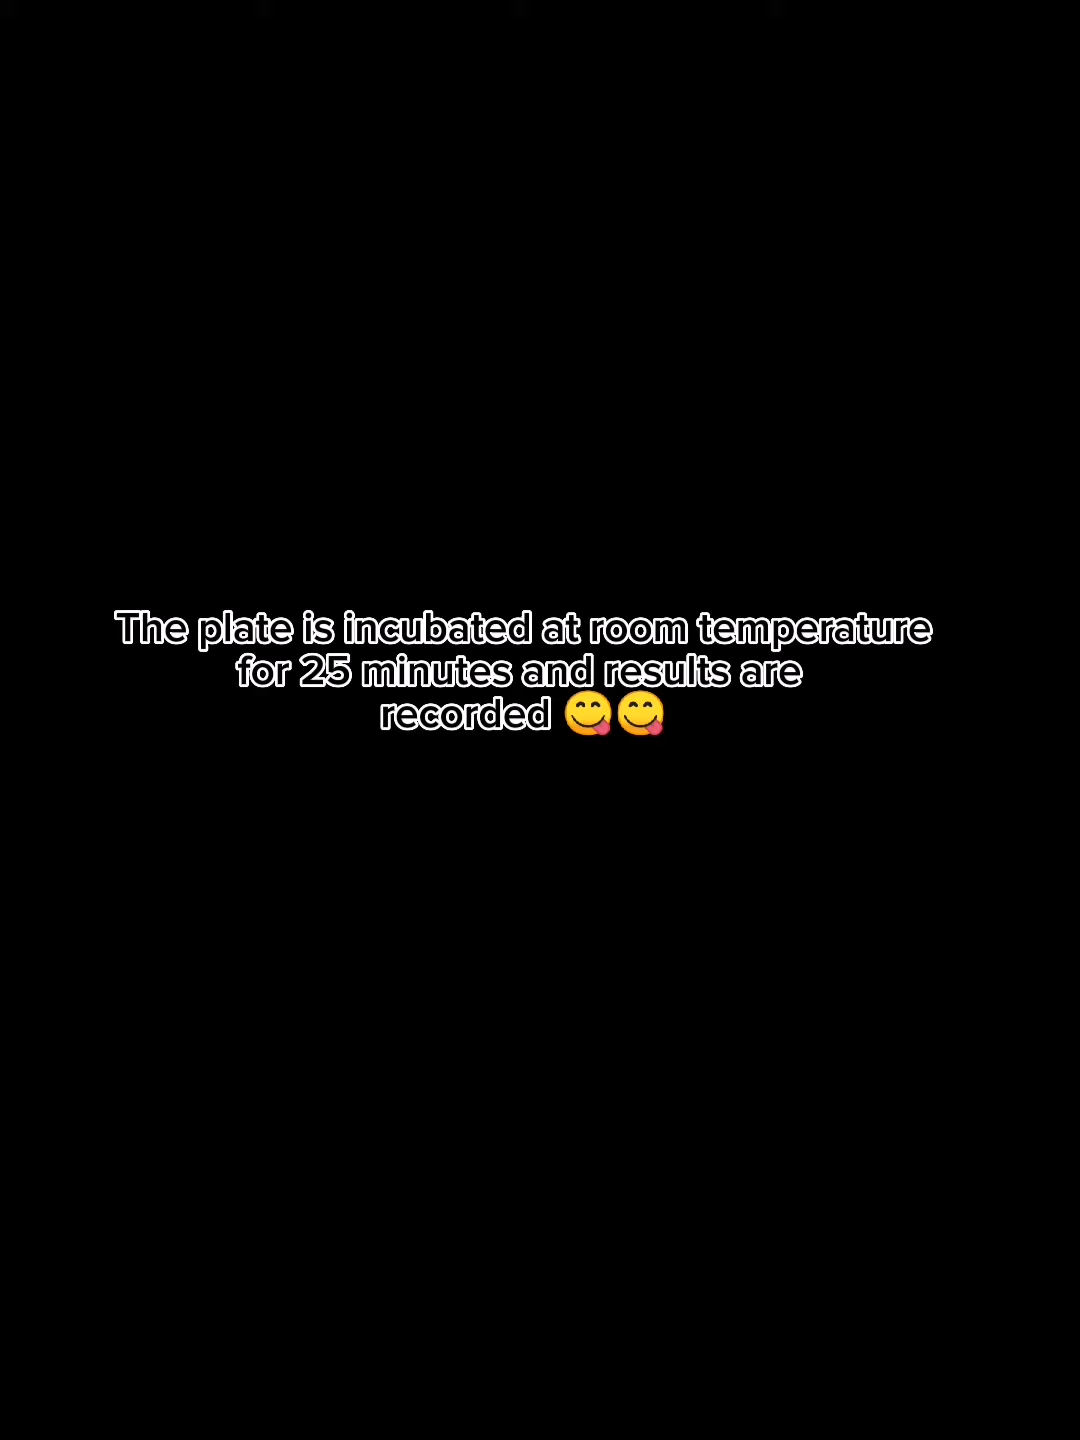 The plate is incubated at room temperature
for 25 minutes and results are
recorded 😋😋